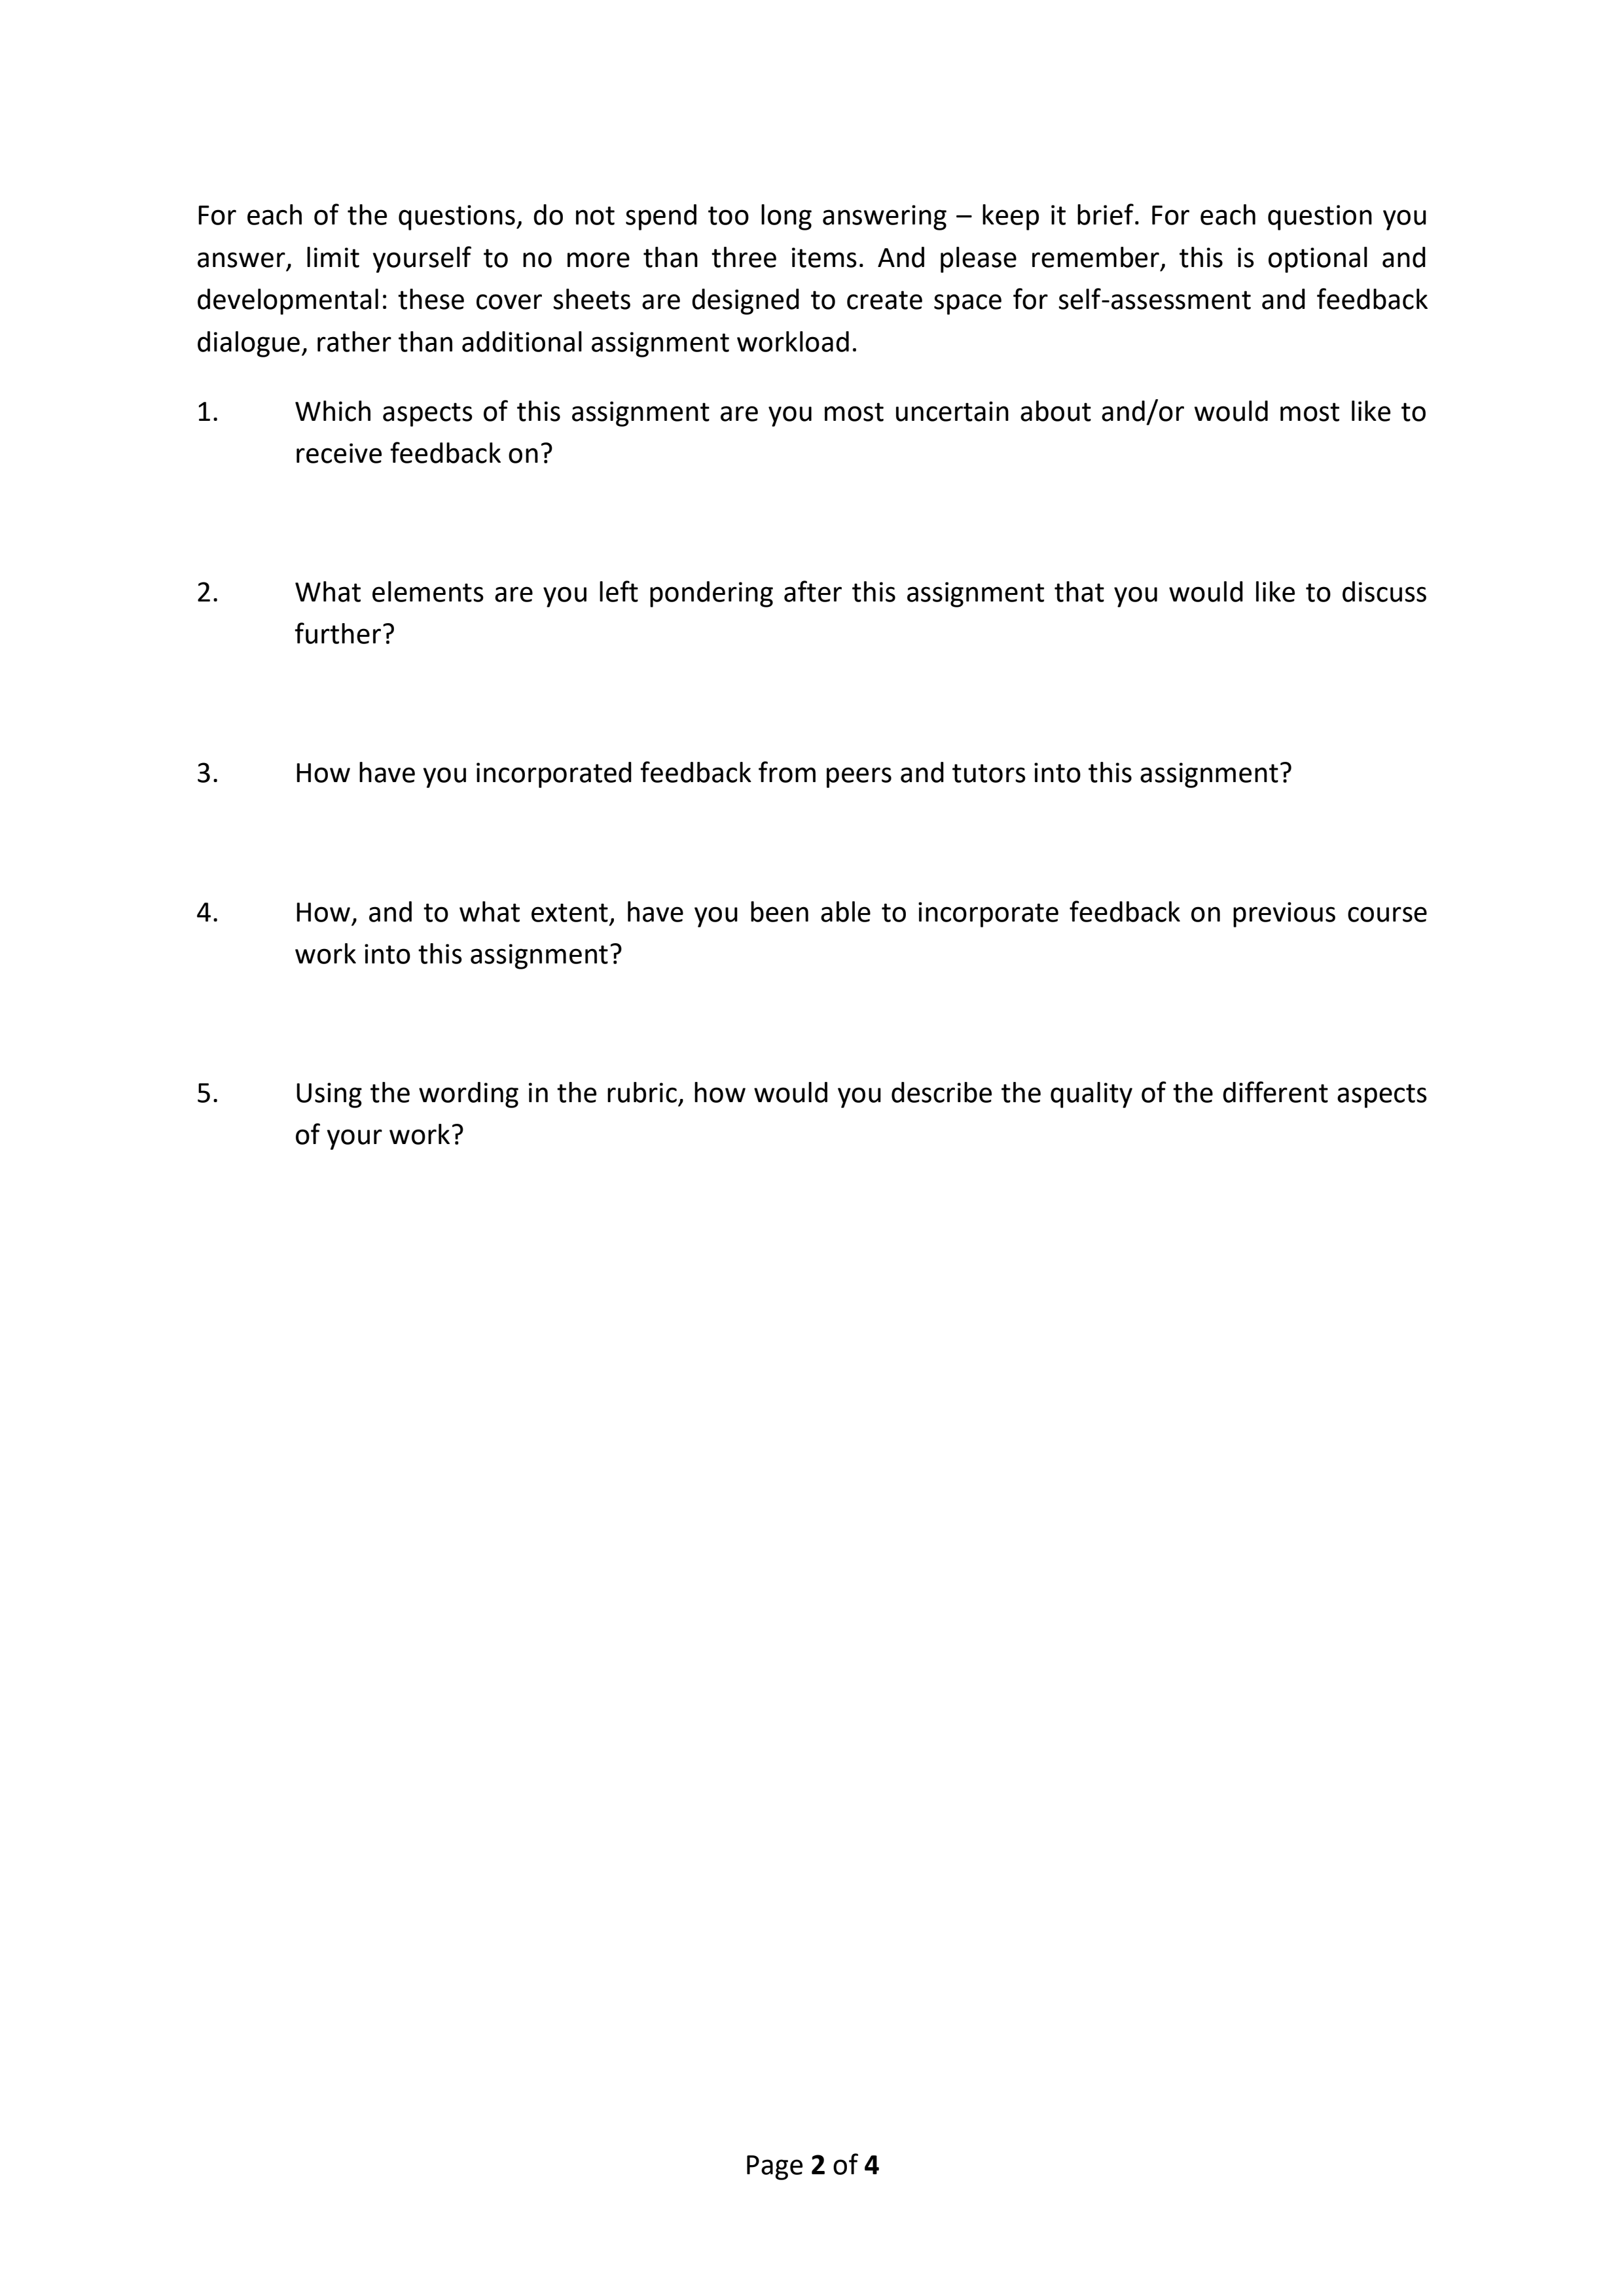 For each of the questions, do not spend too long answering – keep it brief. For each question you
answer, limit yourself to no more than three items. And please remember, this is optional and
developmental: these cover sheets are designed to create space for self-assessment and feedback
dialogue, rather than additional assignment workload.
1. Which aspects of this assignment are you most uncertain about and/or would most like to
receive feedback on?
2. What elements are you left pondering after this assignment that you would like to discuss
further?
3. How have you incorporated feedback from peers and tutors into this assignment?
4. How, and to what extent, have you been able to incorporate feedback on previous course
work into this assignment?
5. Using the wording in the rubric, how would you describe the quality of the different aspects
of your work?
Page 2 of 4